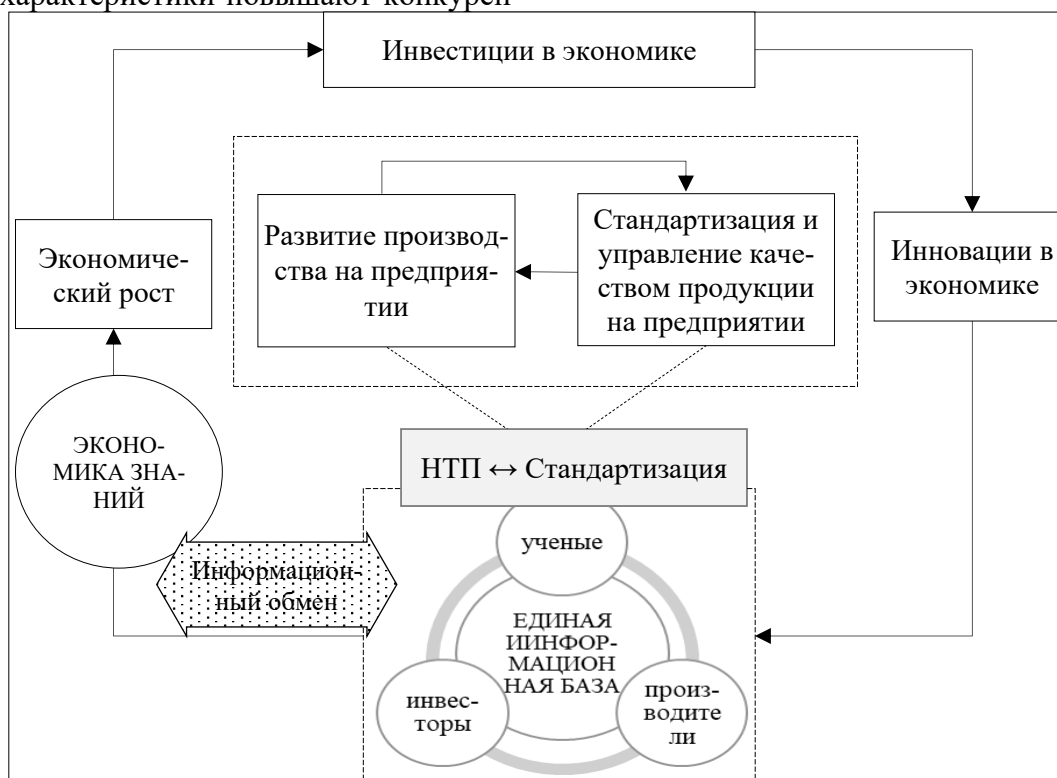 характеристики повышают конкурен-
Инвестиции в экономике
Развитие производ-
ства на предприя-
тии
Стандартизация и
управление каче-
ством продукции
на предприятии
Экономиче-
ский рост
Инновации в
экономике
ЭКОНО-
МИКА ЗНА-
НИЙ
НТП ↔ Стандартизация
ученые
Информацион-
ный обмен
ЕДИНАЯ
ИИНФОР-
МАЦИОН
НАЯ БАЗА
инвес-
торы
произ-
водите
ли